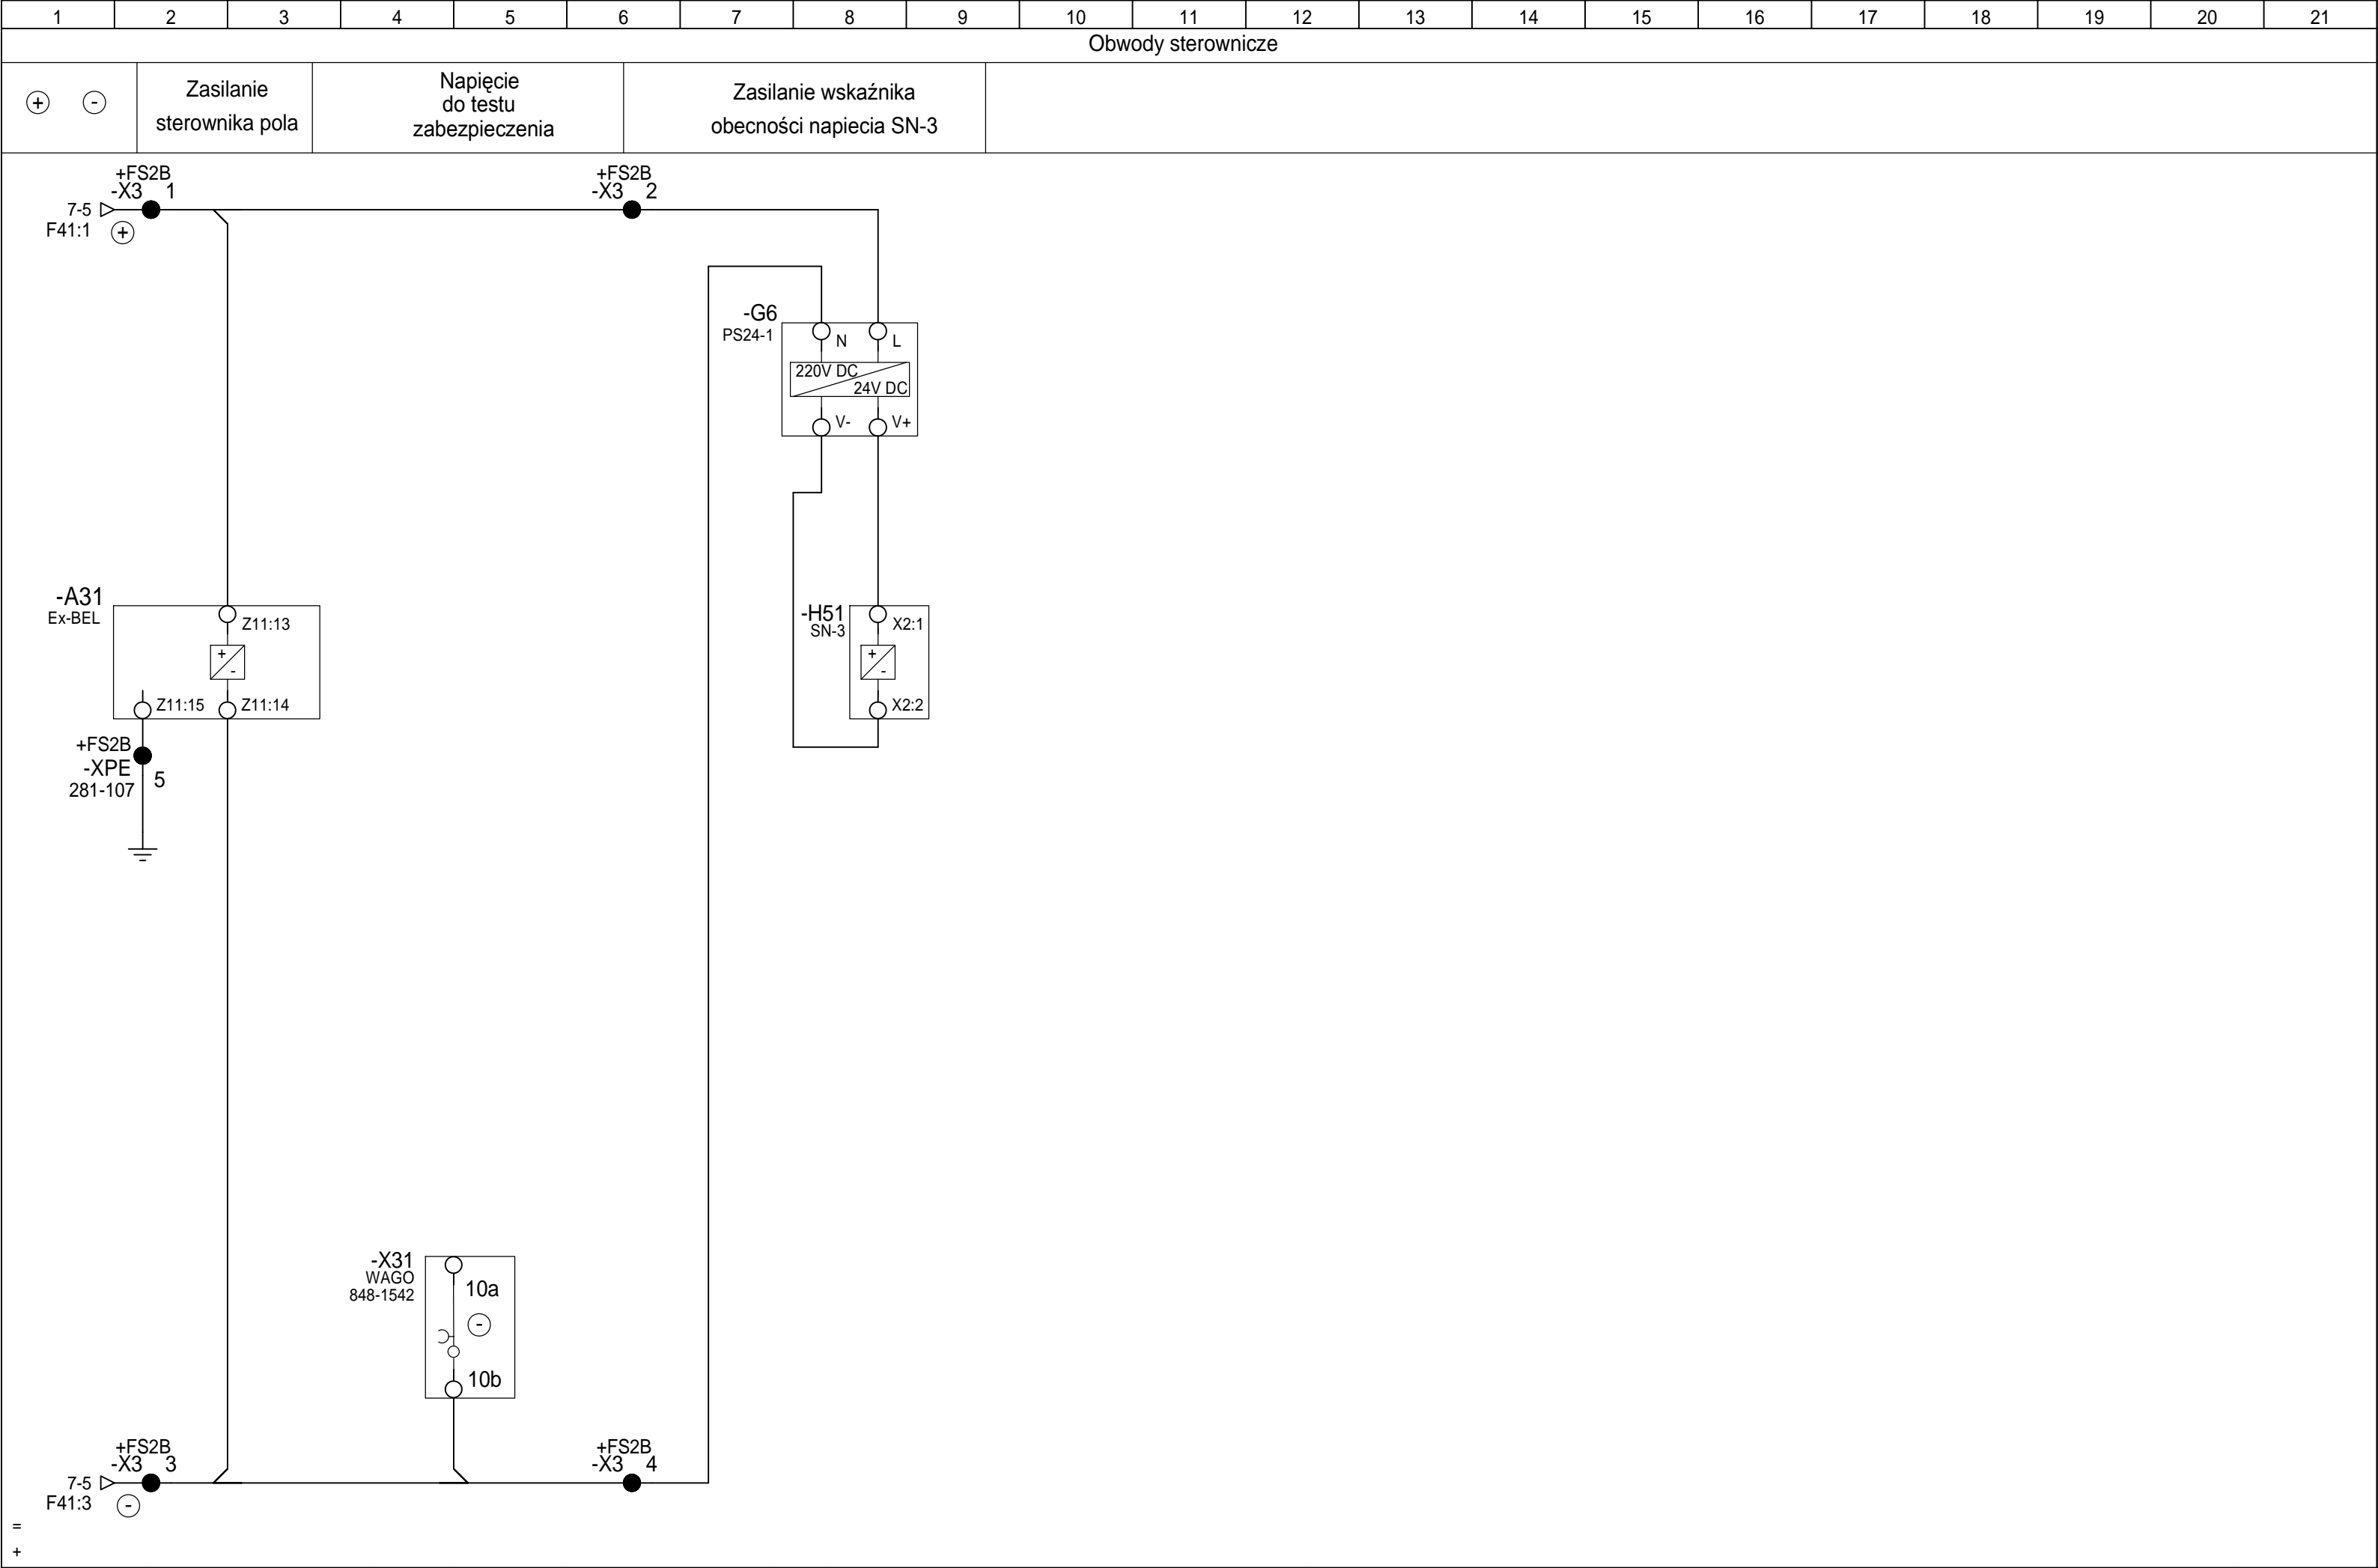 1 2 3 4 5 6 7 8 9 10 11 12 13 14 15 16 17 18 19 20 21
Obwody sterownicze
+ -
Zasilanie
sterownika pola
Napięcie
do testu
zabezpieczenia
Zasilanie wskaźnika
obecności napiecia SN-3
+FS2B
-X3 1
7-5
F41:1 +
+FS2B
-X3 2
-G6
PS24-1
N L
220V DC
24V DC
V- V+
-A31
Ex-BEL
Z11:13
+
-
Z11:15 Z11:14
+FS2B
-XPE
281-107
5
-H51
SN-3
X2:1
+
-
X2:2
-X31
WAGO
848-1542
10a
-
10b
+FS2B
-X3 3
7-5
F41:3 -
+FS2B
-X3 4
=
+